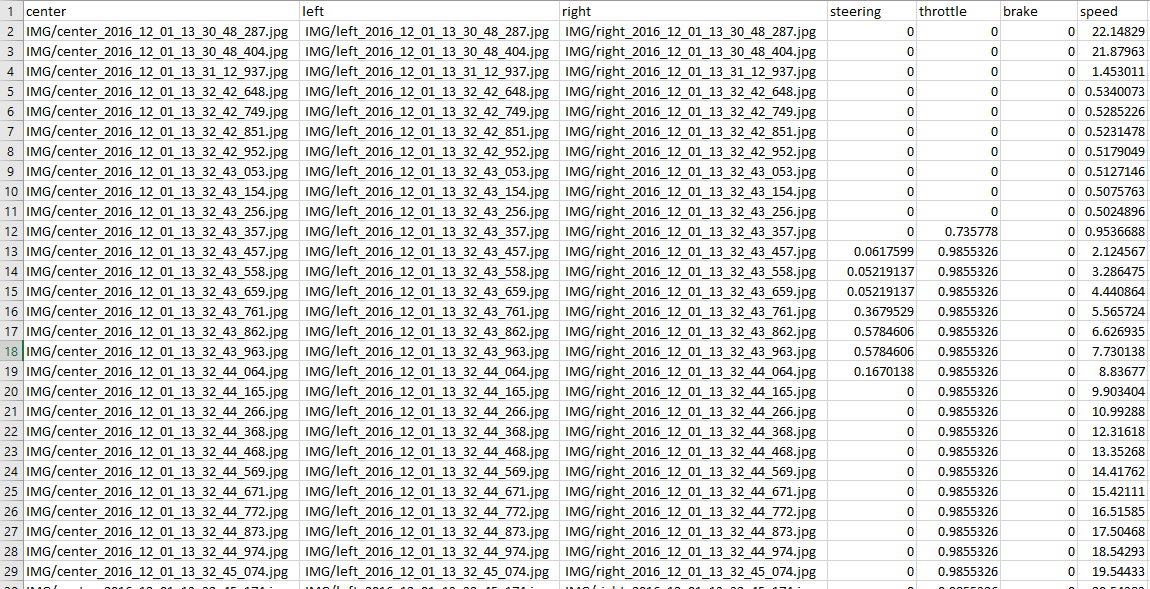 1 center left right steering throttle brake speed
2 IMG/center_2016_12_01_13_30_48_287.jpg IMG/left_2016_12_01_13_30_48_287.jpg IMG/right_2016_12_01_13_30_48_287.jpg 0 0 0 22.14829
3 IMG/center_2016_12_01_13_30_48_404.jpg IMG/left_2016_12_01_13_30_48_404.jpg IMG/right_2016_12_01_13_30_48_404.jpg 0 0 0 21.87963
4 IMG/center_2016_12_01_13_31_12_937.jpg IMG/left_2016_12_01_13_31_12_937.jpg IMG/right_2016_12_01_13_31_12_937.jpg 0 0 0 1.453011
5 IMG/center_2016_12_01_13_32_42_648.jpg IMG/left_2016_12_01_13_32_42_648.jpg IMG/right_2016_12_01_13_32_42_648.jpg 0 0 0 0.5340073
6 IMG/center_2016_12_01_13_32_42_749.jpg IMG/left_2016_12_01_13_32_42_749.jpg IMG/right_2016_12_01_13_32_42_749.jpg 0 0 0 0.5285226
7 IMG/center_2016_12_01_13_32_42_851.jpg IMG/left_2016_12_01_13_32_42_851.jpg IMG/right_2016_12_01_13_32_42_851.jpg 0 0 0 0.5231478
8 IMG/center_2016_12_01_13_32_42_952.jpg IMG/left_2016_12_01_13_32_42_952.jpg IMG/right_2016_12_01_13_32_42_952.jpg 0 0 0 0.5179049
9 IMG/center_2016_12_01_13_32_43_053.jpg IMG/left_2016_12_01_13_32_43_053.jpg IMG/right_2016_12_01_13_32_43_053.jpg 0 0 0 0.5127146
10 IMG/center_2016_12_01_13_32_43_154.jpg IMG/left_2016_12_01_13_32_43_154.jpg IMG/right_2016_12_01_13_32_43_154.jpg 0 0 0 0.5075763
11 IMG/center_2016_12_01_13_32_43_256.jpg IMG/left_2016_12_01_13_32_43_256.jpg IMG/right_2016_12_01_13_32_43_256.jpg 0 0 0 0.5024896
12 IMG/center_2016_12_01_13_32_43_357.jpg IMG/left_2016_12_01_13_32_43_357.jpg IMG/right_2016_12_01_13_32_43_357.jpg 0 0.735778 0 0.9536688
13 IMG/center_2016_12_01_13_32_43_457.jpg IMG/left_2016_12_01_13_32_43_457.jpg IMG/right_2016_12_01_13_32_43_457.jpg 0.0617599 0.9855326 0 2.124567
14 IMG/center_2016_12_01_13_32_43_558.jpg IMG/left_2016_12_01_13_32_43_558.jpg IMG/right_2016_12_01_13_32_43_558.jpg 0.05219137 0.9855326 0 3.286475
15 IMG/center_2016_12_01_13_32_43_659.jpg IMG/left_2016_12_01_13_32_43_659.jpg IMG/right_2016_12_01_13_32_43_659.jpg 0.05219137 0.9855326 0 4.440864
16 IMG/center_2016_12_01_13_32_43_761.jpg IMG/left_2016_12_01_13_32_43_761.jpg IMG/right_2016_12_01_13_32_43_761.jpg 0.3679529 0.9855326 0 5.565724
17 IMG/center_2016_12_01_13_32_43_862.jpg IMG/left_2016_12_01_13_32_43_862.jpg IMG/right_2016_12_01_13_32_43_862.jpg 0.5784606 0.9855326 0 6.626935
18 IMG/center_2016_12_01_13_32_43_963.jpg IMG/left_2016_12_01_13_32_43_963.jpg IMG/right_2016_12_01_13_32_43_963.jpg 0.5784606 0.9855326 0 7.730138
19 IMG/center_2016_12_01_13_32_44_064.jpg IMG/left_2016_12_01_13_32_44_064.jpg IMG/right_2016_12_01_13_32_44_064.jpg 0.1670138 0.9855326 0 8.83677
20 IMG/center_2016_12_01_13_32_44_165.jpg IMG/left_2016_12_01_13_32_44_165.jpg IMG/right_2016_12_01_13_32_44_165.jpg 0 0.9855326 0 9.903404
21 IMG/center_2016_12_01_13_32_44_266.jpg IMG/left_2016_12_01_13_32_44_266.jpg IMG/right_2016_12_01_13_32_44_266.jpg 0 0.9855326 0 10.99288
22 IMG/center_2016_12_01_13_32_44_368.jpg IMG/left_2016_12_01_13_32_44_368.jpg IMG/right_2016_12_01_13_32_44_368.jpg 0 0.9855326 0 12.31618
23 IMG/center_2016_12_01_13_32_44_468.jpg IMG/left_2016_12_01_13_32_44_468.jpg IMG/right_2016_12_01_13_32_44_468.jpg 0 0.9855326 0 13.35268
24 IMG/center_2016_12_01_13_32_44_569.jpg IMG/left_2016_12_01_13_32_44_569.jpg IMG/right_2016_12_01_13_32_44_569.jpg 0 0.9855326 0 14.41762
25 IMG/center_2016_12_01_13_32_44_671.jpg IMG/left_2016_12_01_13_32_44_671.jpg IMG/right_2016_12_01_13_32_44_671.jpg 0 0.9855326 0 15.42111
26 IMG/center_2016_12_01_13_32_44_772.jpg IMG/left_2016_12_01_13_32_44_772.jpg IMG/right_2016_12_01_13_32_44_772.jpg 0 0.9855326 0 16.51585
27 IMG/center_2016_12_01_13_32_44_873.jpg IMG/left_2016_12_01_13_32_44_873.jpg IMG/right_2016_12_01_13_32_44_873.jpg 0 0.9855326 0 17.50468
28 IMG/center_2016_12_01_13_32_44_974.jpg IMG/left_2016_12_01_13_32_44_974.jpg IMG/right_2016_12_01_13_32_44_974.jpg 0 0.9855326 0 18.54293
29 IMG/center_2016_12_01_13_32_45_074.jpg IMG/left_2016_12_01_13_32_45_074.jpg IMG/right_2016_12_01_13_32_45_074.jpg 0 0.9855326 0 19.54433